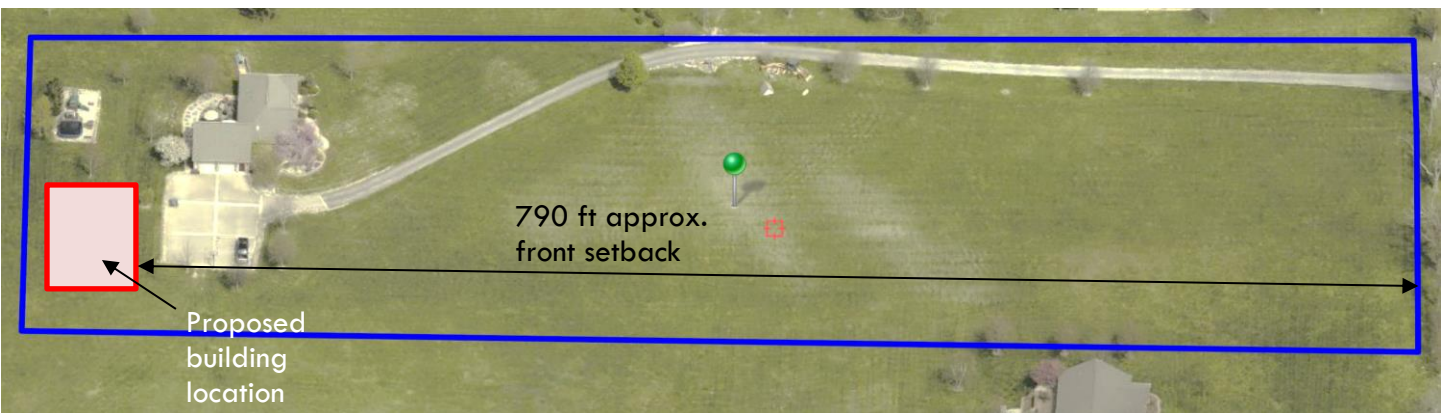 790 ft approx.
front setback
Proposed
building
location